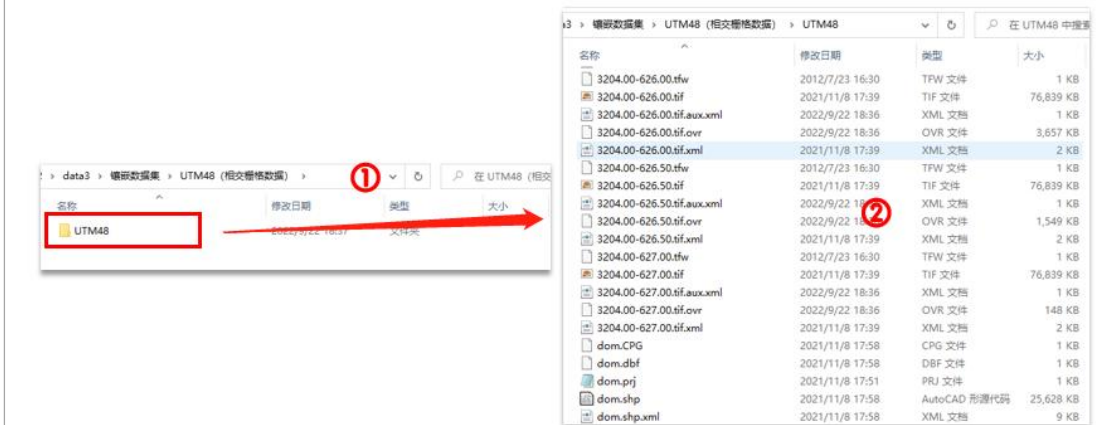 data3 › 镶嵌数据集 › UTM48（相交栅格数据） ›
①
在 UTM48（相交
名称 修改日期 类型 大小
UTM48 2022/9/22 18:37 文件夹
a3 › 镶嵌数据集 › UTM48（相交栅格数据） › UTM48
在 UTM48 中搜索
名称 修改日期 类型 大小
3204.00-626.00.tfw 2012/7/23 16:30 TFW 文件 1 KB
3204.00-626.00.tif 2021/11/8 17:39 TIF 文件 76,839 KB
3204.00-626.00.tif.aux.xml 2022/9/22 18:36 XML 文档 1 KB
3204.00-626.00.tif.ovr 2022/9/22 18:36 OVR 文件 3,657 KB
3204.00-626.00.tif.xml 2021/11/8 17:39 XML 文档 2 KB
3204.00-626.50.tfw 2012/7/23 16:30 TFW 文件 1 KB
3204.00-626.50.tif 2021/11/8 17:39 TIF 文件 76,839 KB
3204.00-626.50.tif.aux.xml 2022/9/22 XML 文档 1 KB
②
3204.00-626.50.tif.ovr 2022/9/22 OVR 文件 1,549 KB
3204.00-626.50.tif.xml 2021/11/8 17:39 XML 文档 2 KB
3204.00-627.00.tfw 2012/7/23 16:30 TFW 文件 1 KB
3204.00-627.00.tif 2021/11/8 17:39 TIF 文件 76,839 KB
3204.00-627.00.tif.aux.xml 2022/9/22 18:36 XML 文档 1 KB
3204.00-627.00.tif.ovr 2022/9/22 18:36 OVR 文件 148 KB
3204.00-627.00.tif.xml 2021/11/8 17:39 XML 文档 2 KB
dom.CPG 2021/11/8 17:58 CPG 文件 1 KB
dom.dbf 2021/11/8 17:58 DBF 文件 1 KB
dom.prj 2021/11/8 17:51 PRJ 文件 1 KB
dom.shp 2021/11/8 17:58 AutoCAD 形源代码 25,628 KB
dom.shp.xml 2021/11/8 17:58 XML 文档 9 KB